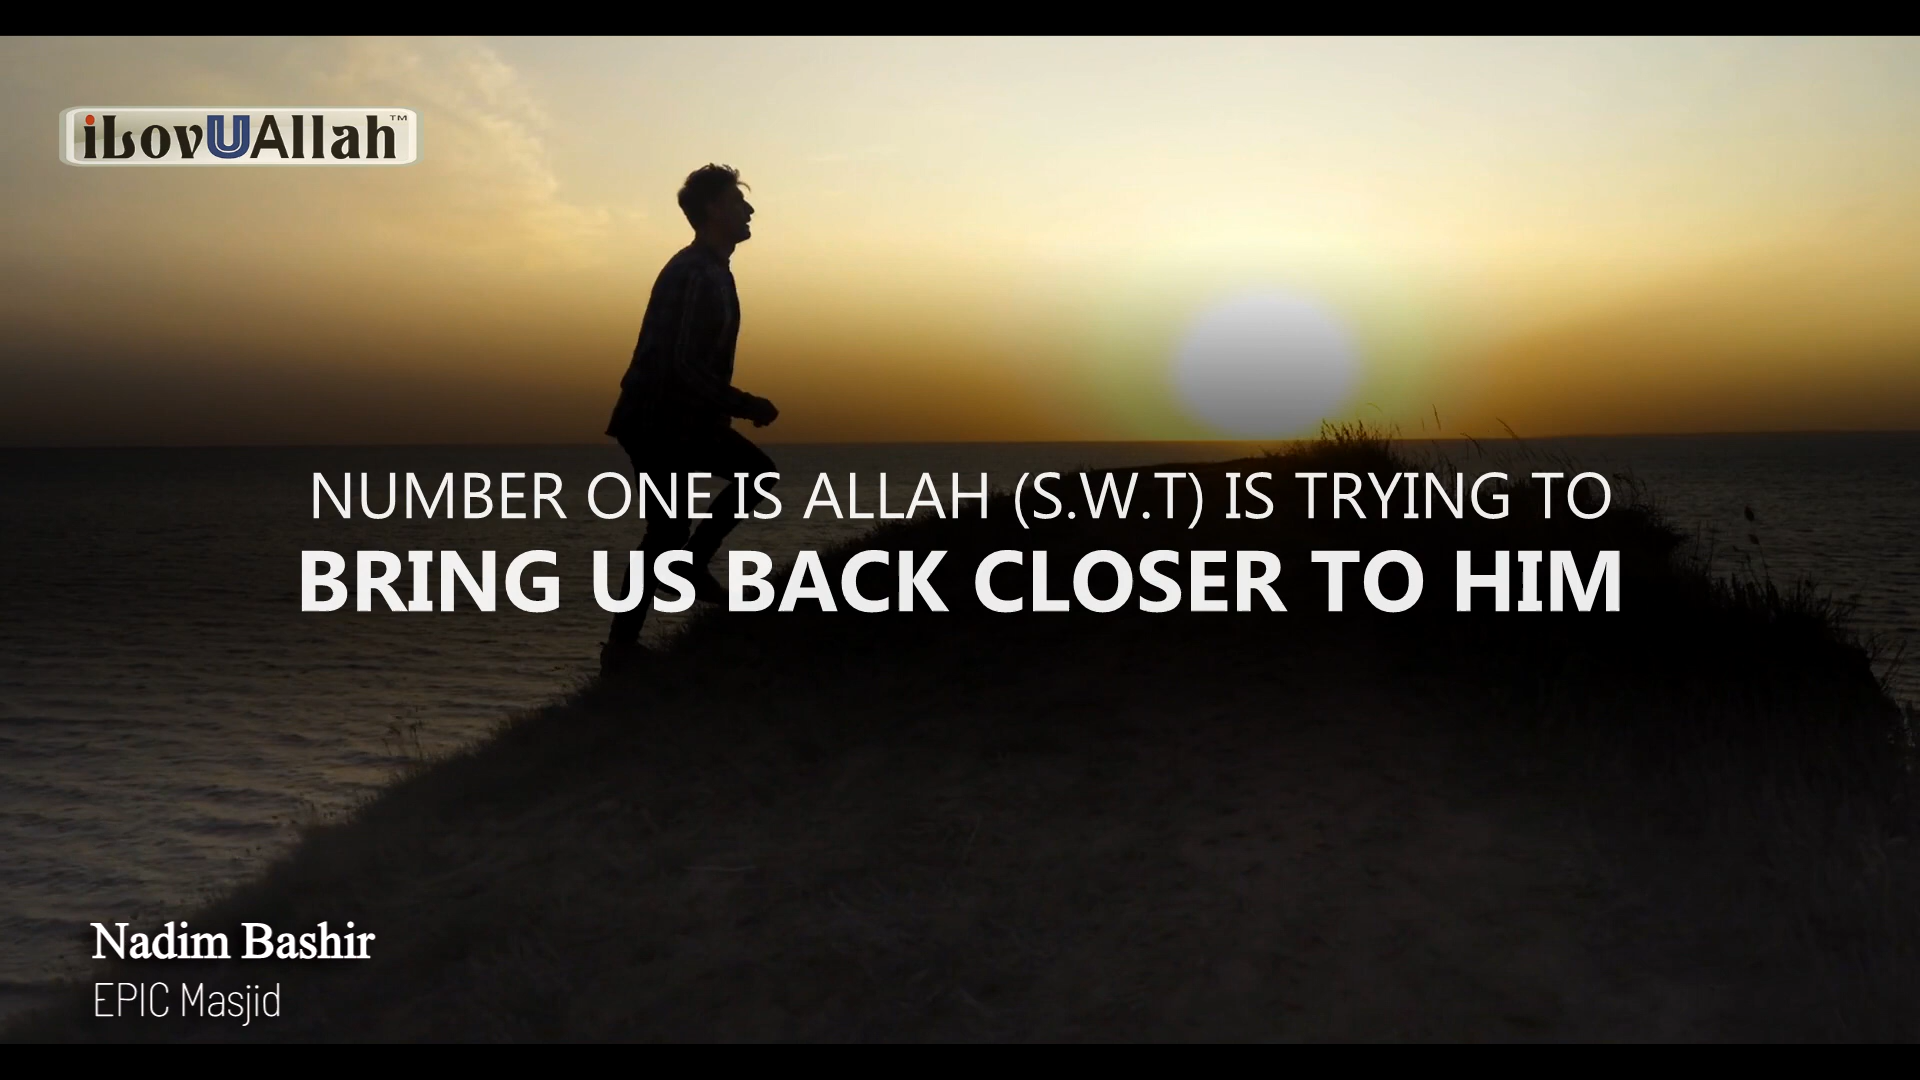 iLovUAllah™
NUMBER ONE IS ALLAH (S.W.T) IS TRYING TO
BRING US BACK CLOSER TO HIM
Nadim Bashir
EPIC Masjid